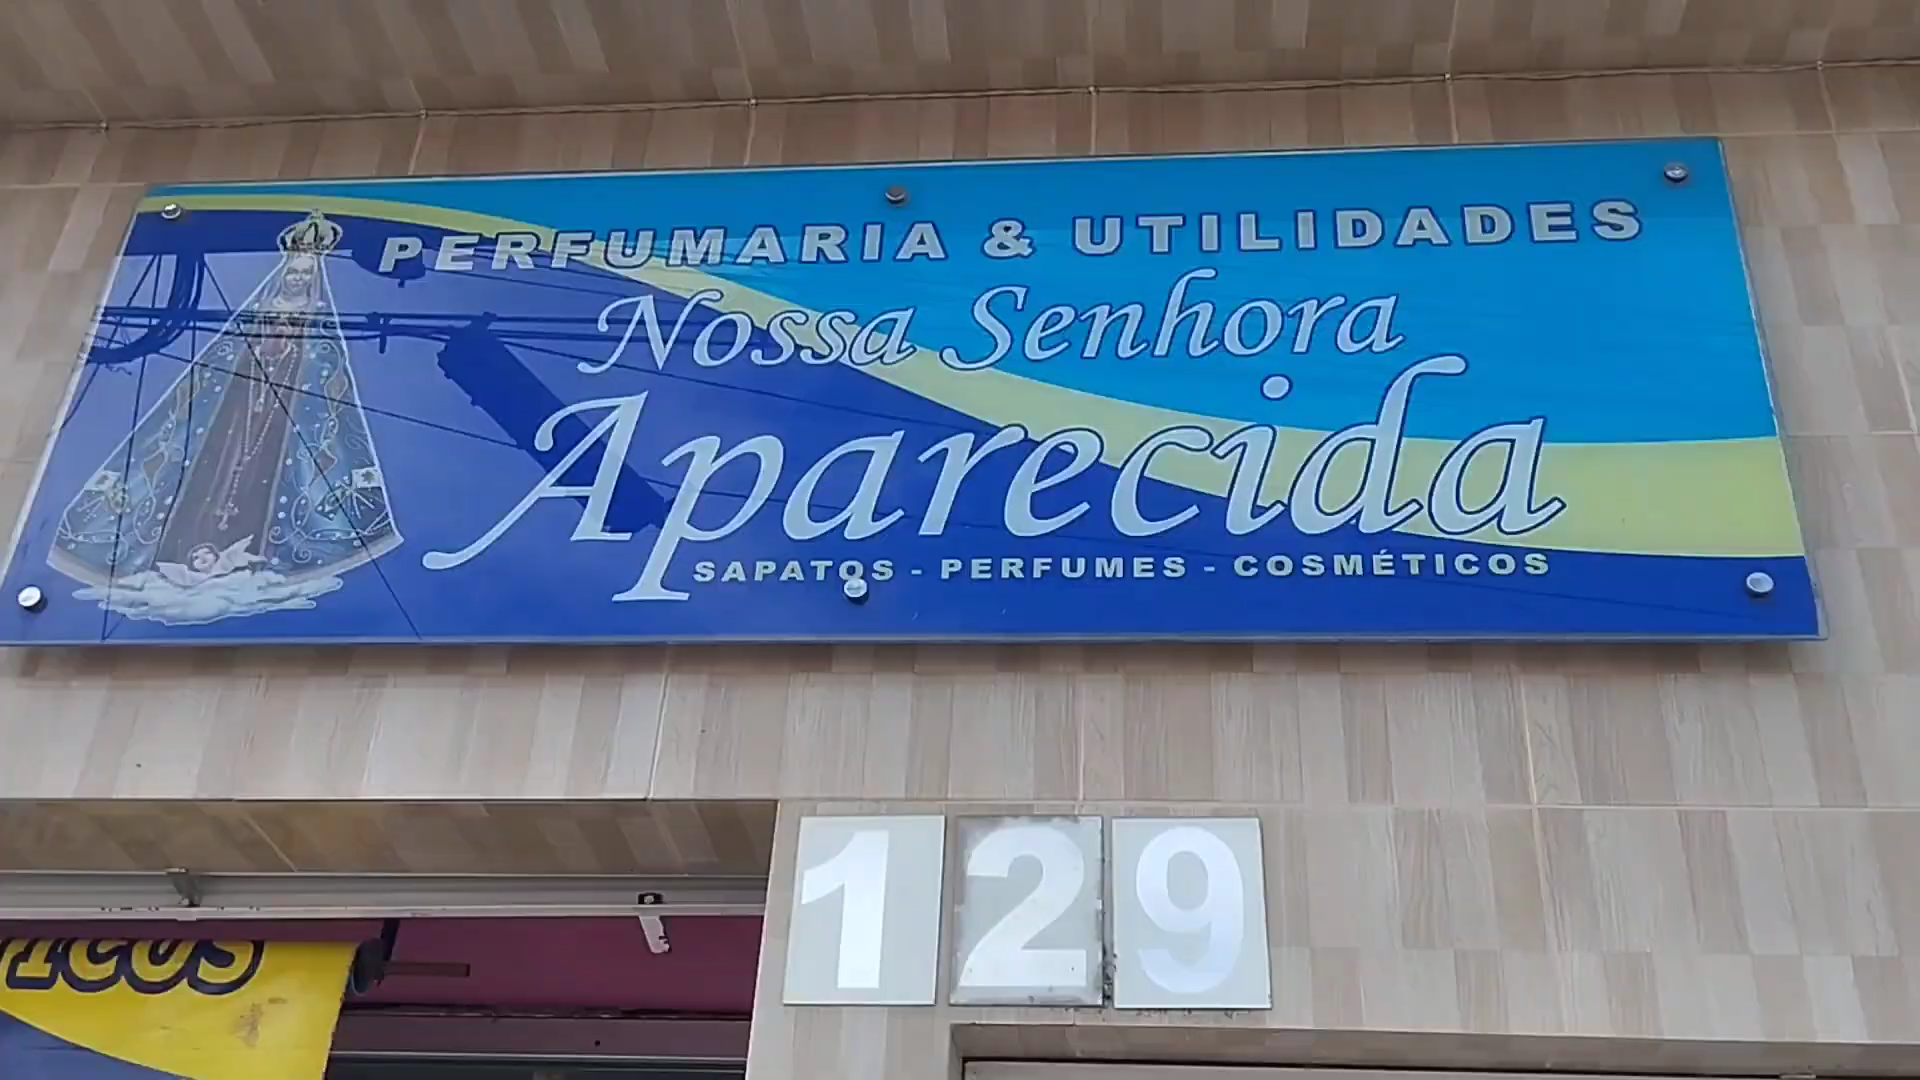 PERFUMARIA & UTILIDADES
Nossa Senhora
Aparecida
SAPATOS - PERFUMES - COSMÉTICOS
129